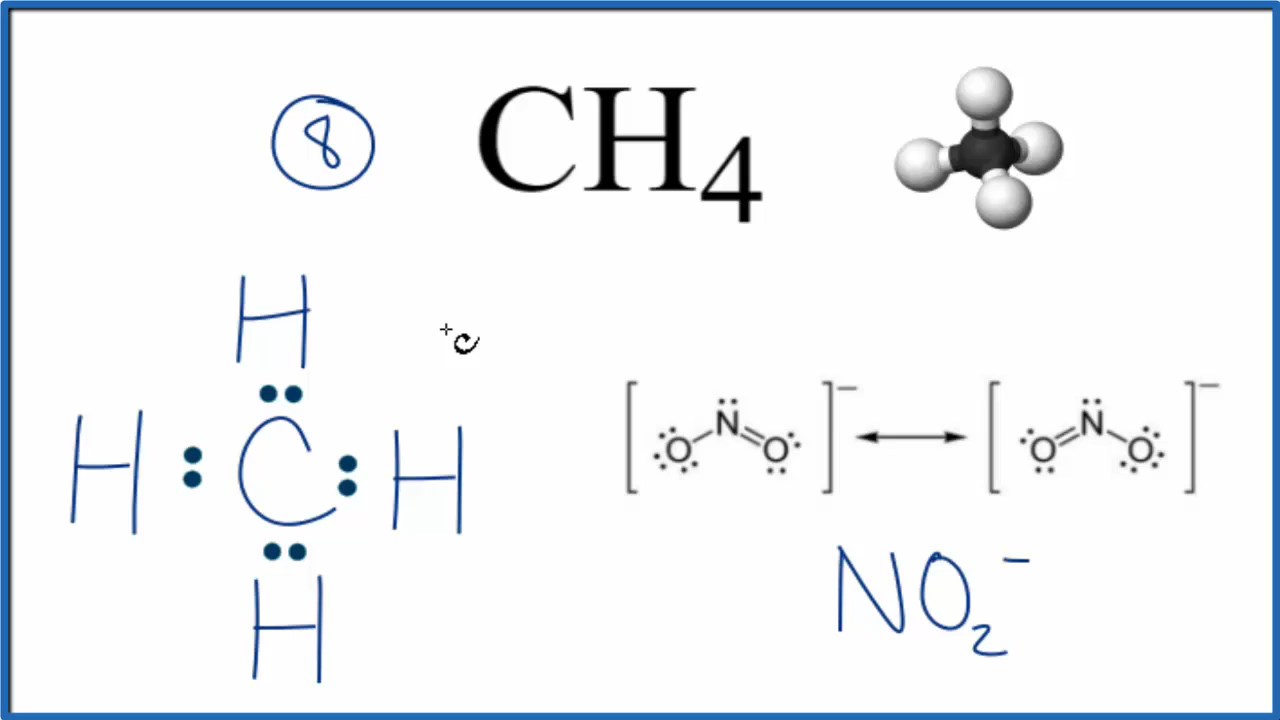 8
CH₄
H
H : C : H
H
[O N O]⁻ ↔ [O N O]⁻
NO₂⁻